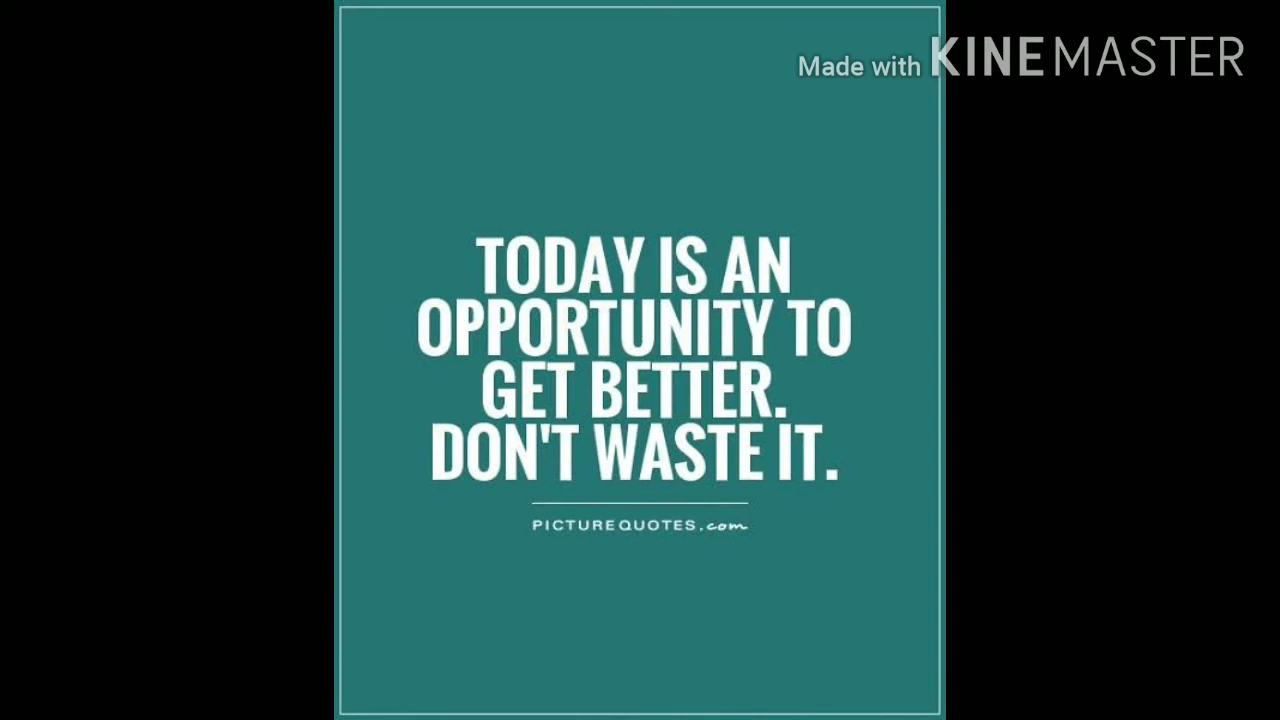 Made with KINEMASTER
TODAY IS AN
OPPORTUNITY TO
GET BETTER.
DON'T WASTE IT.
PICTUREQUOTES.com